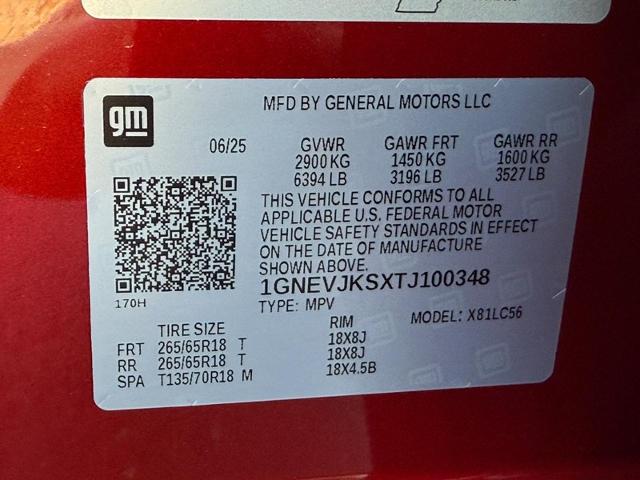 gm
MFD BY GENERAL MOTORS LLC
06/25 GVWR GAWR FRT GAWR RR
2900 KG 1450 KG 1600 KG
6394 LB 3196 LB 3527 LB
THIS VEHICLE CONFORMS TO ALL
APPLICABLE U.S. FEDERAL MOTOR
VEHICLE SAFETY STANDARDS IN EFFECT
ON THE DATE OF MANUFACTURE
SHOWN ABOVE.
1GNEVJKSXTJ100348
170H
TYPE: MPV
MODEL: X81LC56
TIRE SIZE RIM
FRT 265/65R18 T 18X8J
RR 265/65R18 T 18X8J
SPA T135/70R18 M 18X4.5B